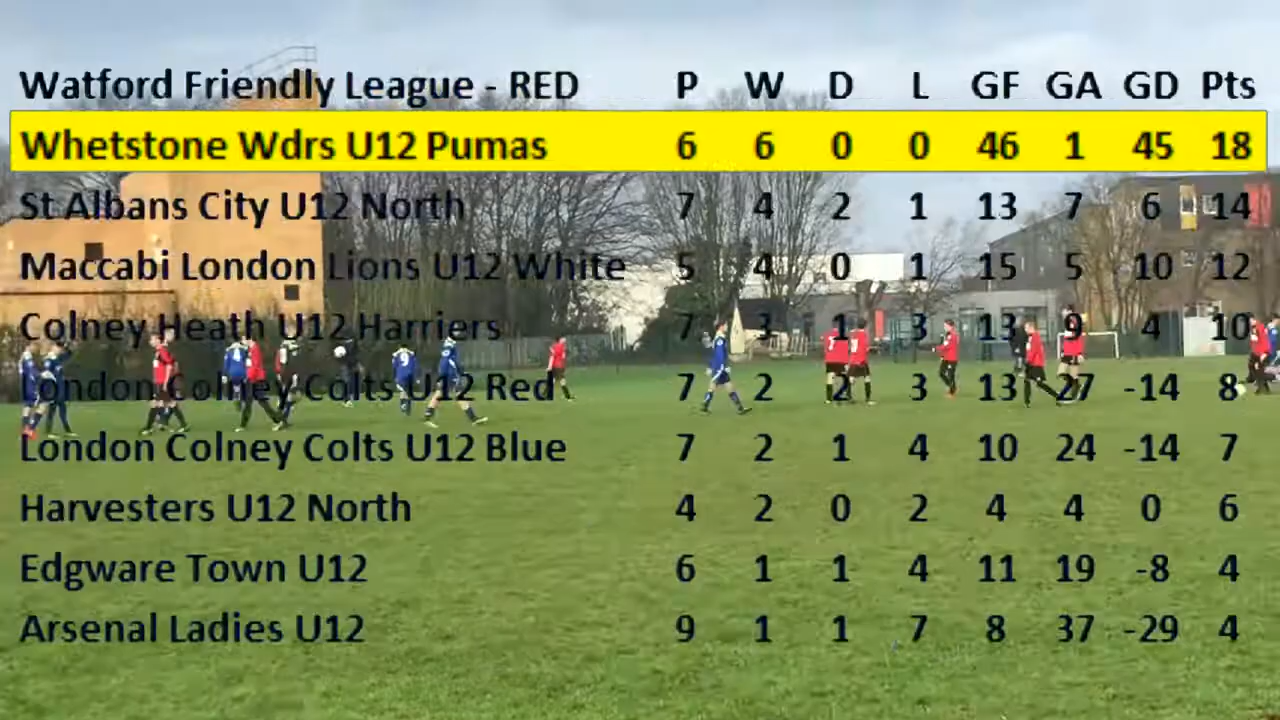 Watford Friendly League - RED P W D L GF GA GD Pts
Whetstone Wdrs U12 Pumas 6 6 0 0 46 1 45 18
St Albans City U12 North 7 4 2 1 13 7 6 14
Maccabi London Lions U12 White 5 4 0 1 15 5 10 12
Colney Heath U12 Harriers 7 3 1 3 13 9 4 10
London Colney Colts U12 Red 7 2 2 3 13 27 -14 8
London Colney Colts U12 Blue 7 2 1 4 10 24 -14 7
Harvesters U12 North 4 2 0 2 4 4 0 6
Edgware Town U12 6 1 1 4 11 19 -8 4
Arsenal Ladies U12 9 1 1 7 8 37 -29 4